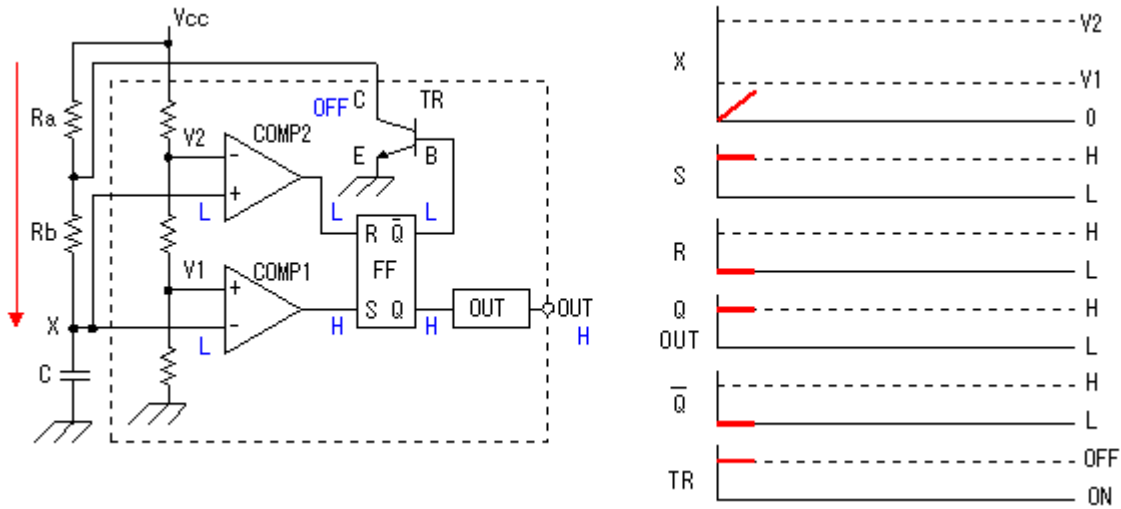 Vcc
Ra
Rb
X
C
V2
V1
COMP2
COMP1
-
+
+
-
L
L
OFF
C
TR
E
B
L
L
R Q̅
FF
S Q
H
H
OUT
OUT
H
X
V2
V1
0
S
H
L
R
H
L
Q
OUT
H
L
Q̅
H
L
TR
OFF
ON